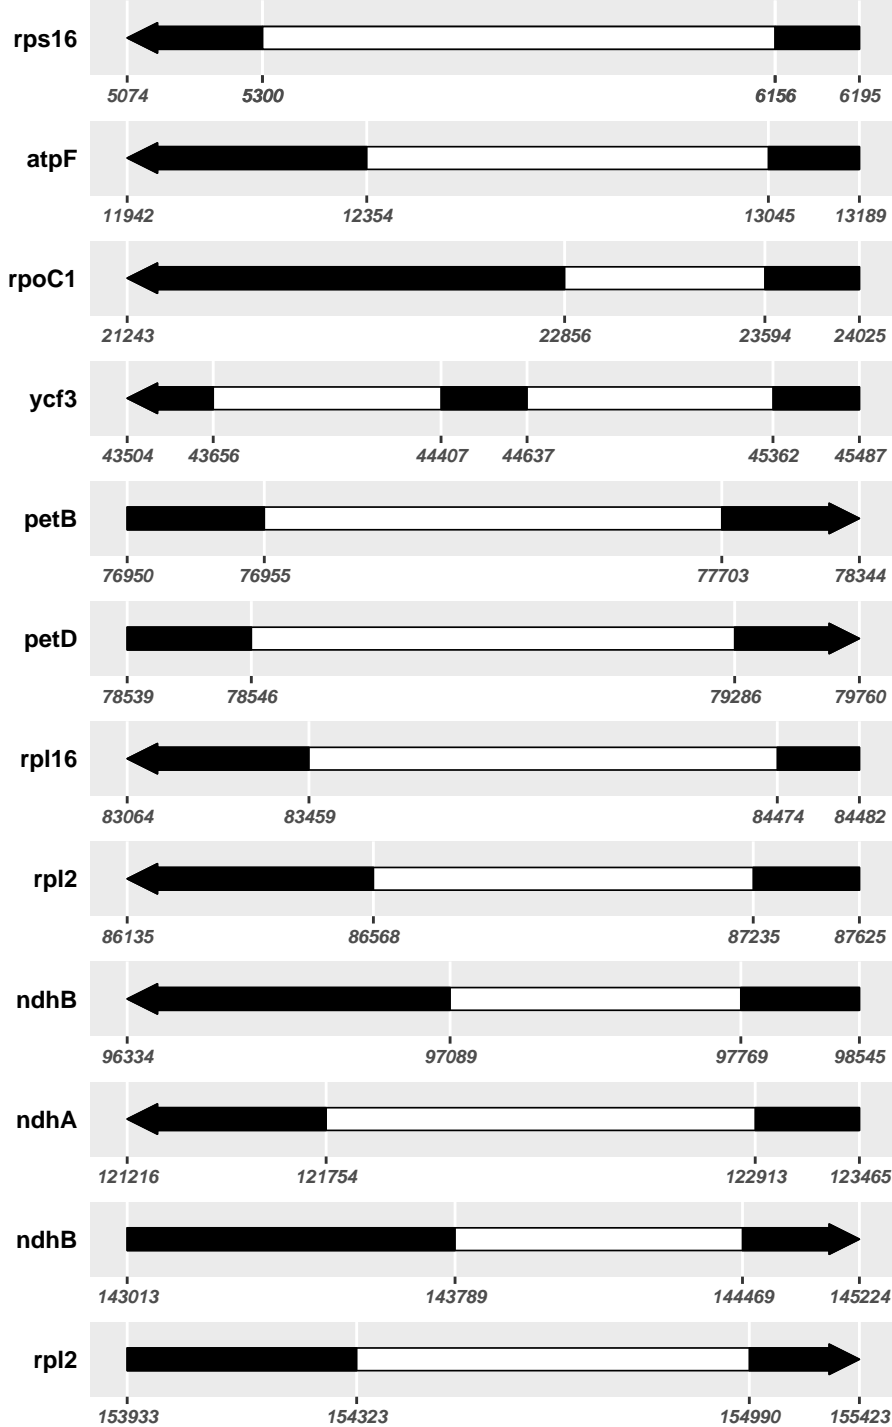 rps16
5074 5300 6156 6195
atpF
11942 12354 13045 13189
rpoC1
21243 22856 23594 24025
ycf3
43504 43656 44407 44637 45362 45487
petB
76950 76955 77703 78344
petD
78539 78546 79286 79760
rpl16
83064 83459 84474 84482
rpl2
86135 86568 87235 87625
ndhB
96334 97089 97769 98545
ndhA
121216 121754 122913 123465
ndhB
143013 143789 144469 145224
rpl2
153933 154323 154990 155423